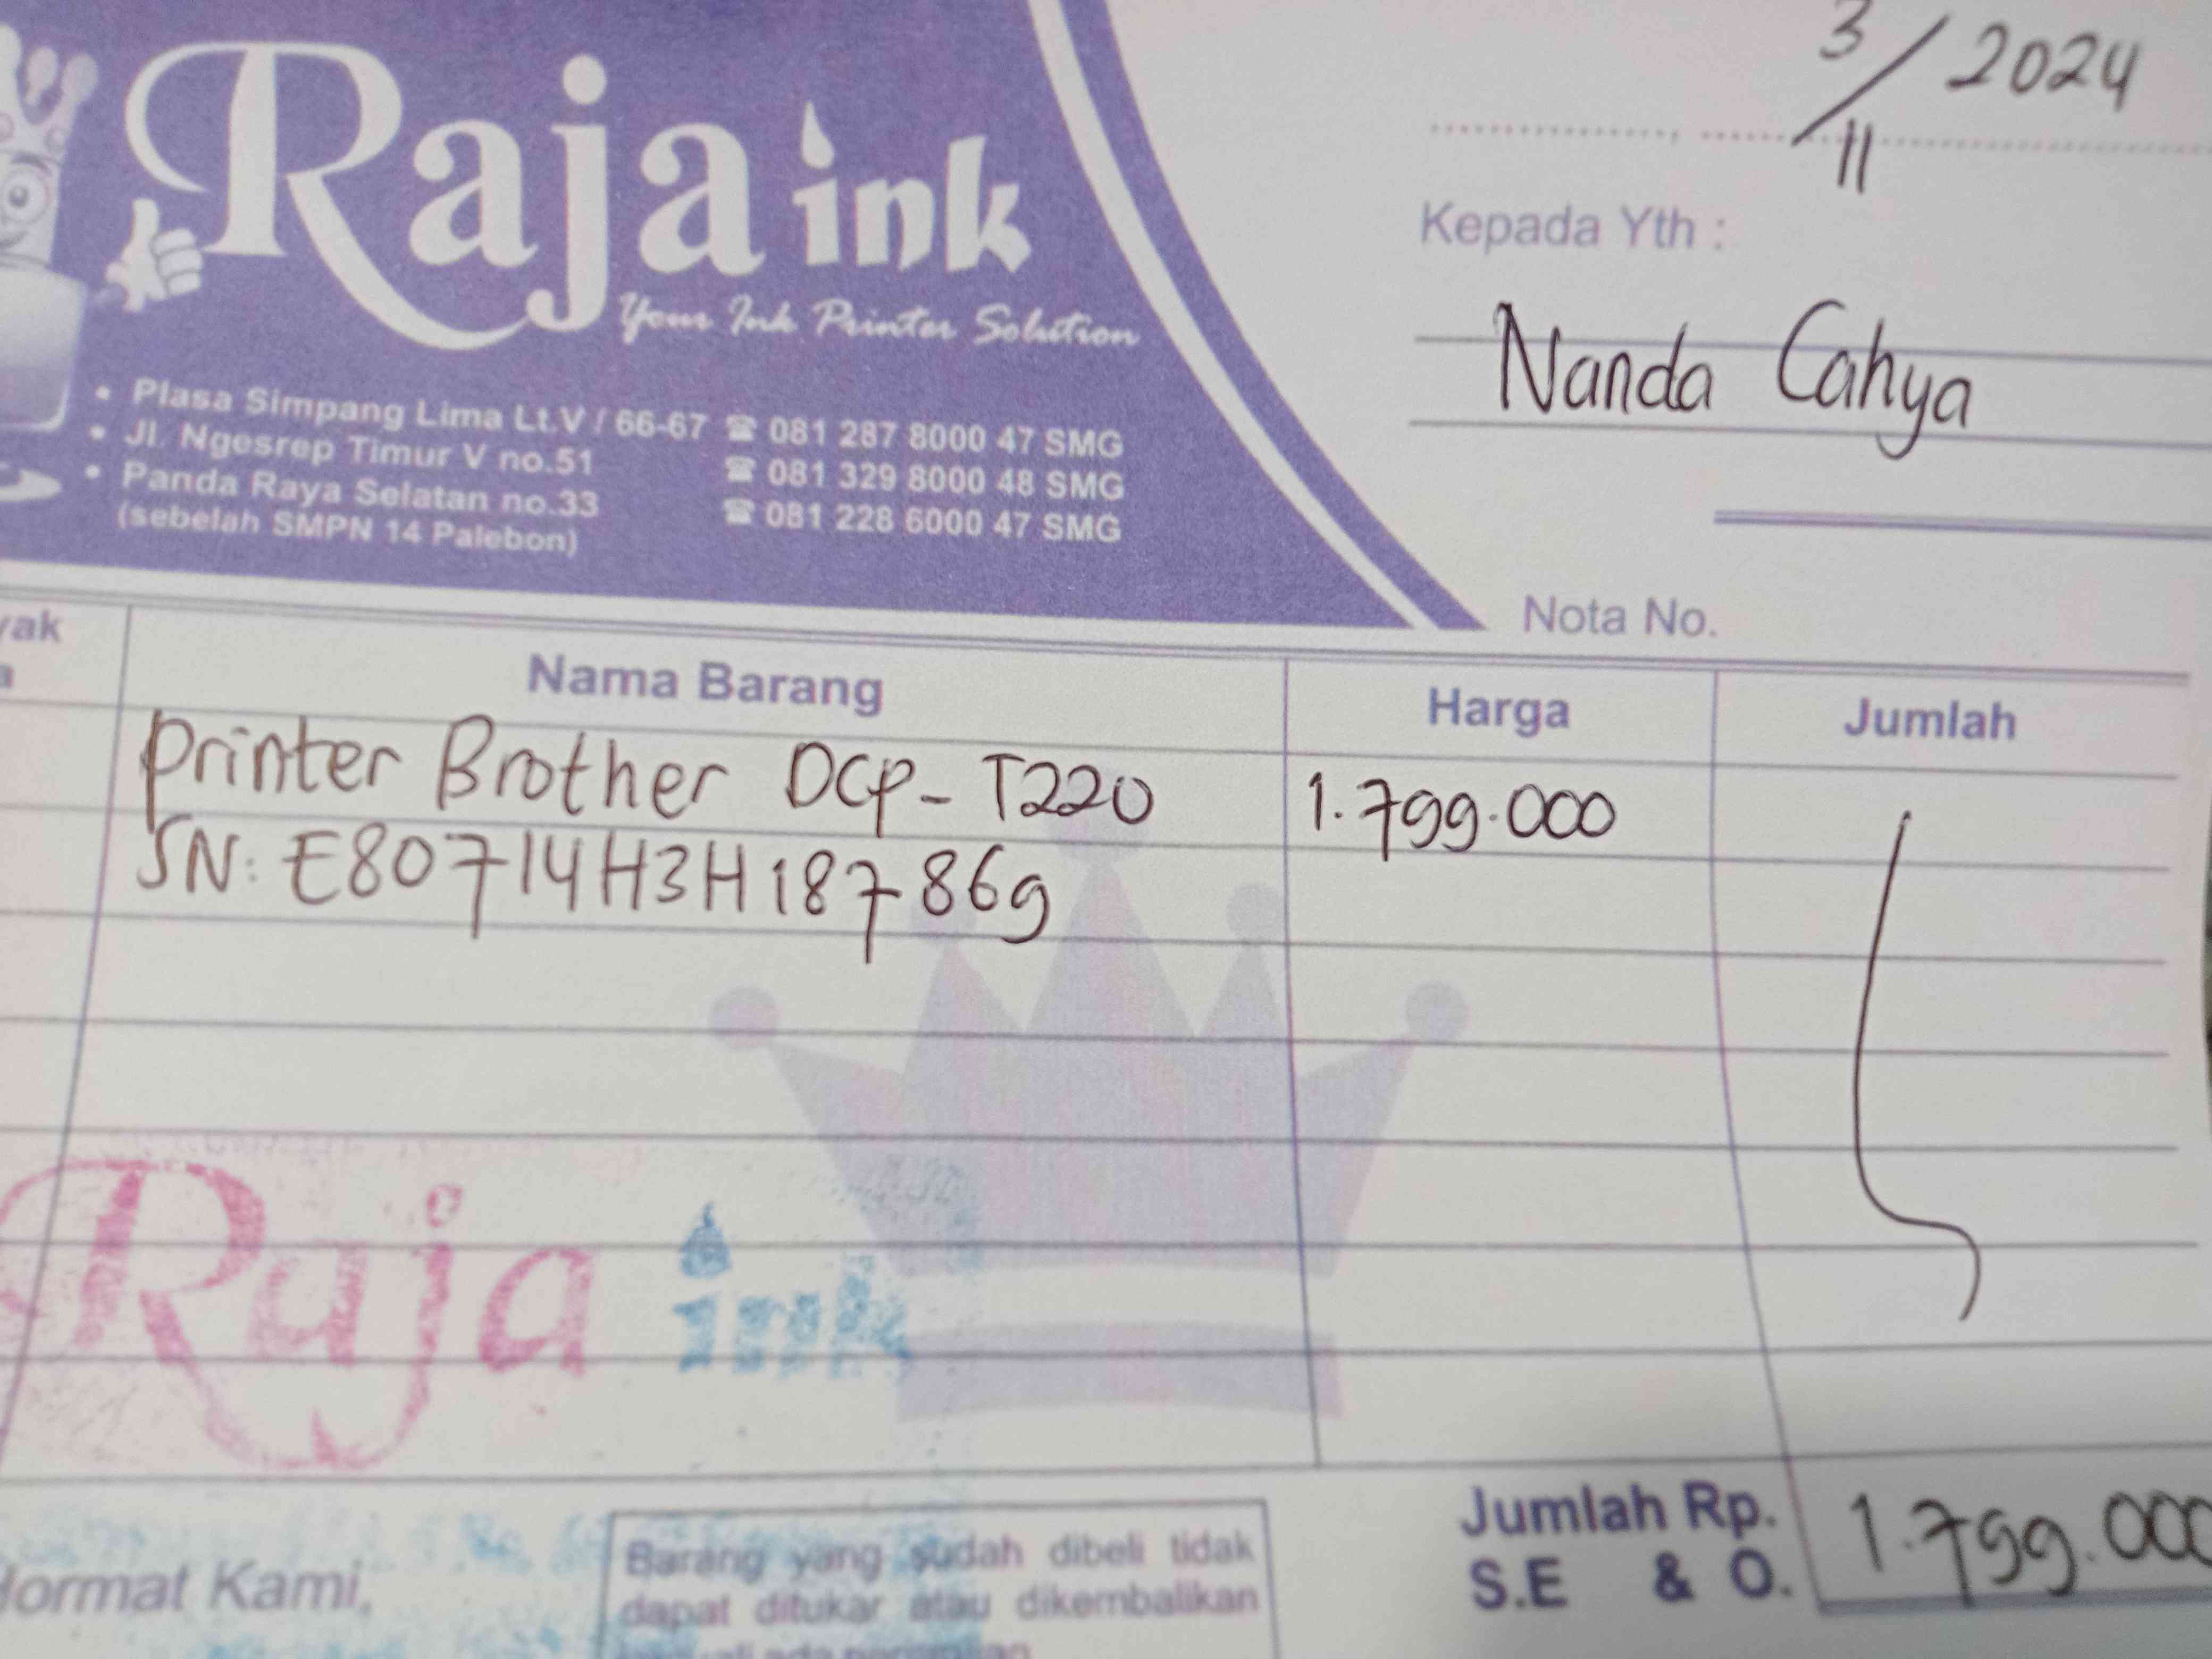 Raja ink
Your Ink Printer Solution
• Plasa Simpang Lima Lt.V / 66-67 ☎ 081 287 8000 47 SMG
• Jl. Ngesrep Timur V no.51 ☎ 081 329 8000 48 SMG
• Panda Raya Selatan no.33 ☎ 081 228 6000 47 SMG
(sebelah SMPN 14 Palebon)
3/11 2024
Kepada Yth :
Nanda Cahya
Nota No.
yak
a
Nama Barang Harga Jumlah
Printer Brother DCP-T220 1.799.000
SN: E80714H3H187869
Raja ink
Jumlah Rp. 1.799.000
S.E & O.
Hormat Kami,
Barang yang sudah dibeli tidak
dapat ditukar atau dikembalikan